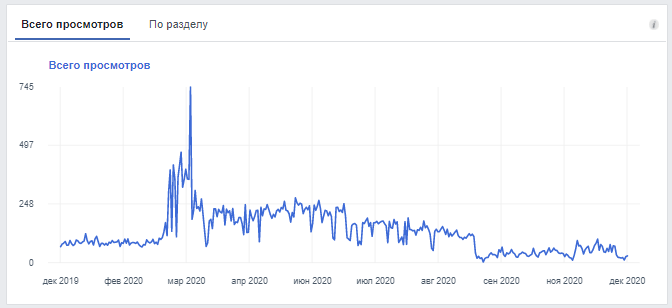 Всего просмотров По разделу
Всего просмотров
745
497
248
0
дек 2019 фев 2020 мар 2020 апр 2020 июн 2020 июл 2020 авг 2020 сен 2020 ноя 2020 дек 2020